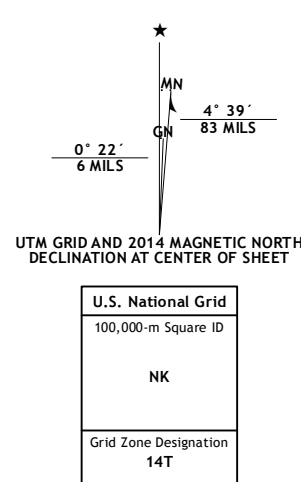 ★
MN
GN
4° 39´
83 MILS
0° 22´
6 MILS
UTM GRID AND 2014 MAGNETIC NORTH
DECLINATION AT CENTER OF SHEET
U.S. National Grid
100,000-m Square ID
NK
Grid Zone Designation
14T